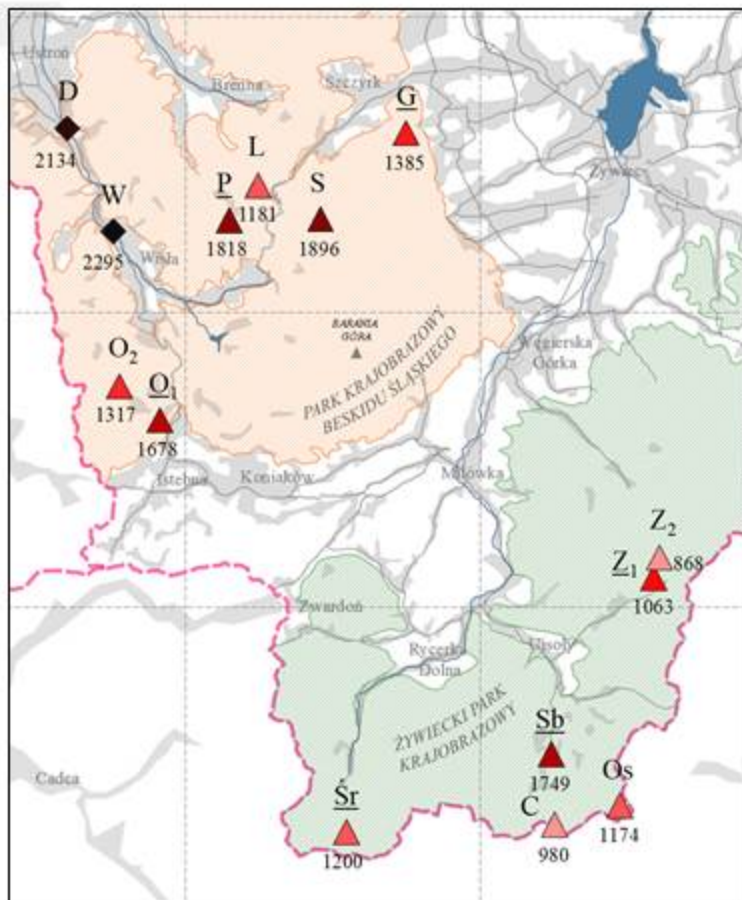 Ustroń
Brenna
Szczyrk
D
2134
G
1385
L
1181
P
1818
S
1896
Żywiec
W
2295
Wisła
BARANIA
GÓRA
PARK KRAJOBRAZOWY
BESKIDU ŚLĄSKIEGO
Węgierska
Górka
O2
1317
O1
1678
Istebna
Koniaków
Milówka
Z2
868
Z1
1063
Zwardoń
Rycerka
Dolna
Ujsoły
ŻYWIECKI PARK
KRAJOBRAZOWY
Sb
1749
Cadca
Śr
1200
C
980
Os
1174